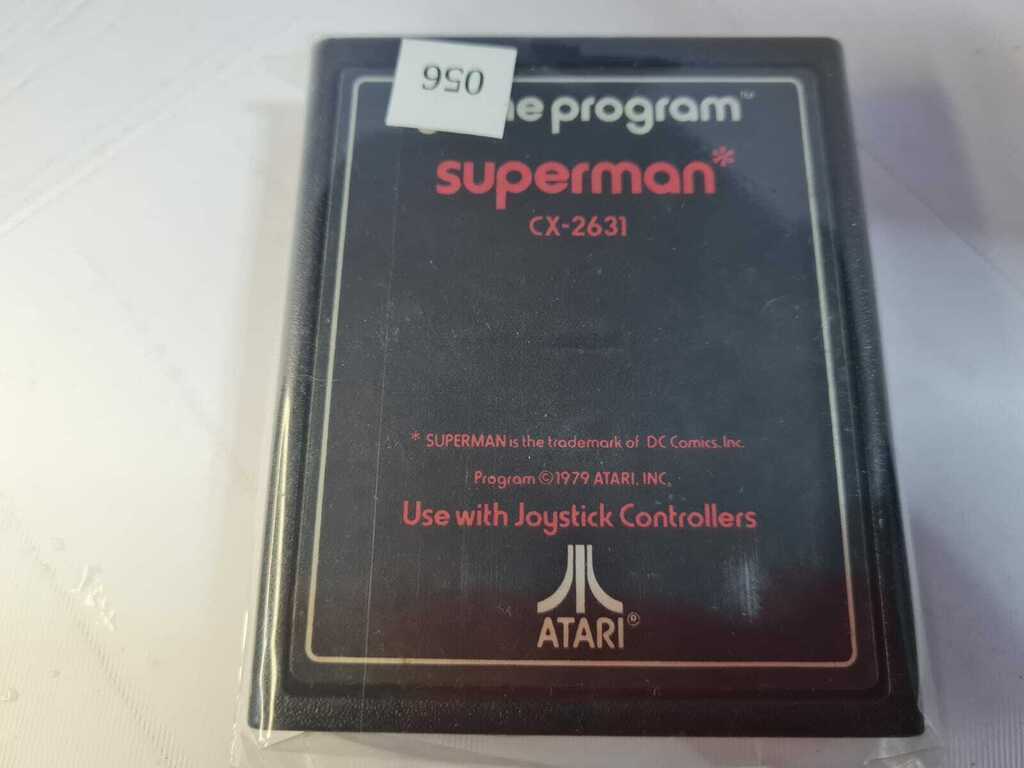 056
game program™
superman*
CX-2631
* SUPERMAN is the trademark of DC Comics, Inc.
Program ©1979 ATARI, INC.
Use with Joystick Controllers
ATARI®